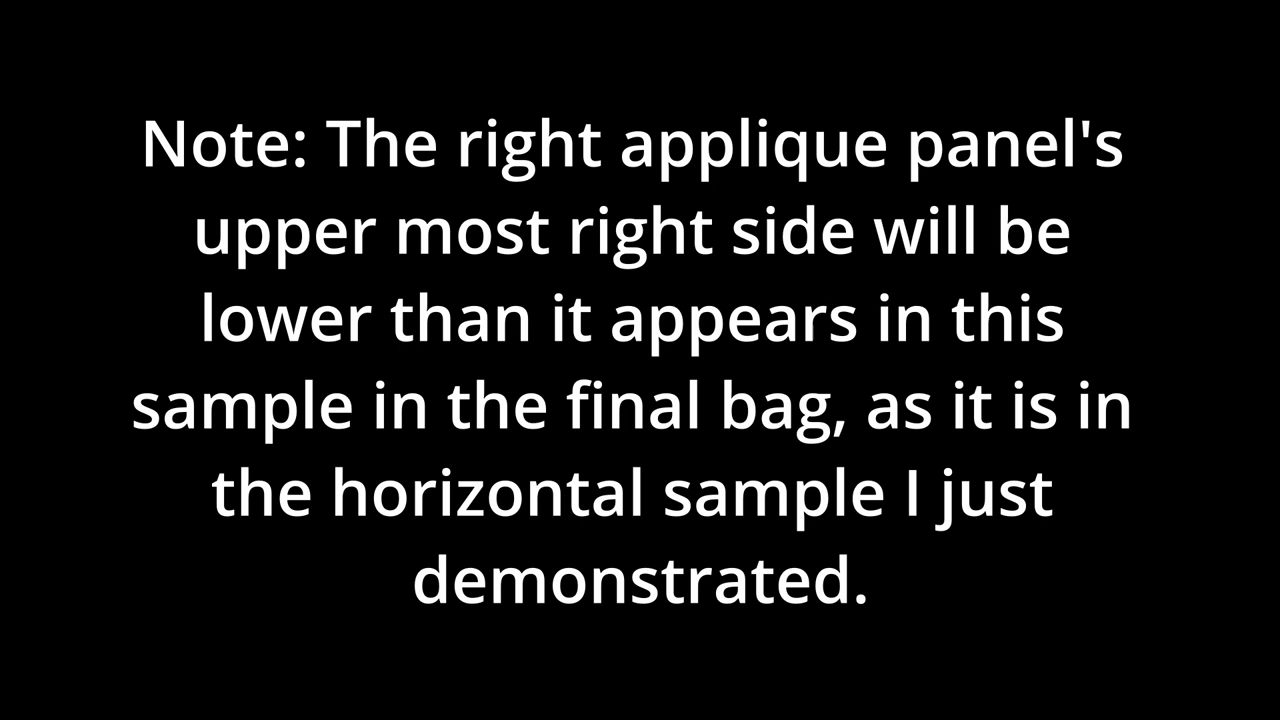 Note: The right applique panel's
upper most right side will be
lower than it appears in this
sample in the final bag, as it is in
the horizontal sample I just
demonstrated.